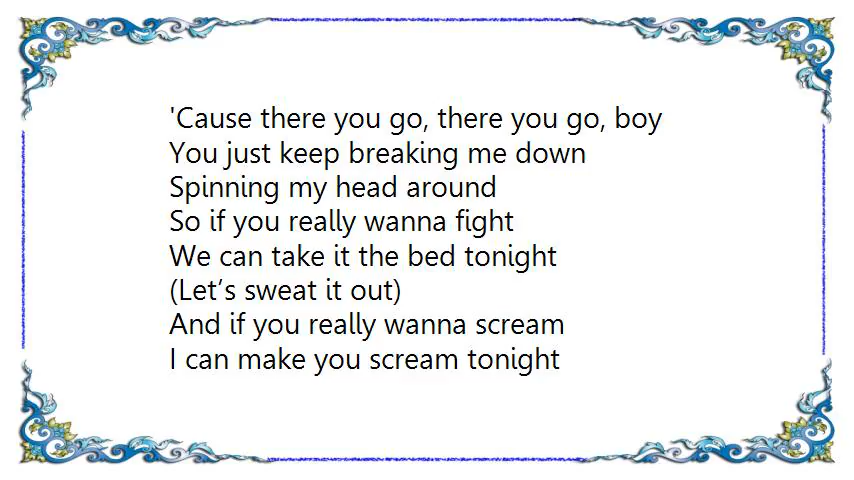 'Cause there you go, there you go, boy
You just keep breaking me down
Spinning my head around
So if you really wanna fight
We can take it the bed tonight
(Let’s sweat it out)
And if you really wanna scream
I can make you scream tonight